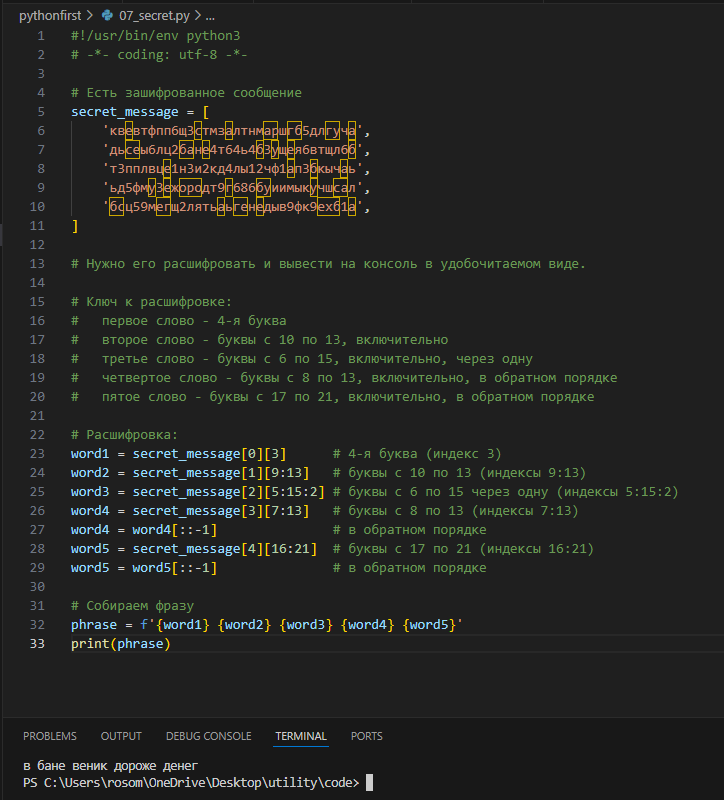 pythonfirst > 07_secret.py > ...
1 #!/usr/bin/env python3
2 # -*- coding: utf-8 -*-
3
4 # Есть зашифрованное сообщение
5 secret_message = [
6 'квевтфпп6щ3стмзалтнмаршгб5длгуча',
7 'дьсеы6лц2бане4т64ь4б3ущея6втщл6б',
8 'т3пплвце1н3и2кд4лы12чф1ап3бкычаь',
9 'ьд5фму3ежородт9г686буиимыкучшсал',
10 'бсц59мегщ2лятьаьгенедыв9фк9ехб1а',
11 ]
12
13 # Нужно его расшифровать и вывести на консоль в удобочитаемом виде.
14
15 # Ключ к расшифровке:
16 # первое слово - 4-я буква
17 # второе слово - буквы с 10 по 13, включительно
18 # третье слово - буквы с 6 по 15, включительно, через одну
19 # четвертое слово - буквы с 8 по 13, включительно, в обратном порядке
20 # пятое слово - буквы с 17 по 21, включительно, в обратном порядке
21
22 # Расшифровка:
23 word1 = secret_message[0][3] # 4-я буква (индекс 3)
24 word2 = secret_message[1][9:13] # буквы с 10 по 13 (индексы 9:13)
25 word3 = secret_message[2][5:15:2] # буквы с 6 по 15 через одну (индексы 5:15:2)
26 word4 = secret_message[3][7:13] # буквы с 8 по 13 (индексы 7:13)
27 word4 = word4[::-1] # в обратном порядке
28 word5 = secret_message[4][16:21] # буквы с 17 по 21 (индексы 16:21)
29 word5 = word5[::-1] # в обратном порядке
30
31 # Собираем фразу
32 phrase = f'{word1} {word2} {word3} {word4} {word5}'
33 print(phrase)
PROBLEMS OUTPUT DEBUG CONSOLE TERMINAL PORTS
в бане веник дороже денег
PS C:\Users\rosom\OneDrive\Desktop\utility\code>